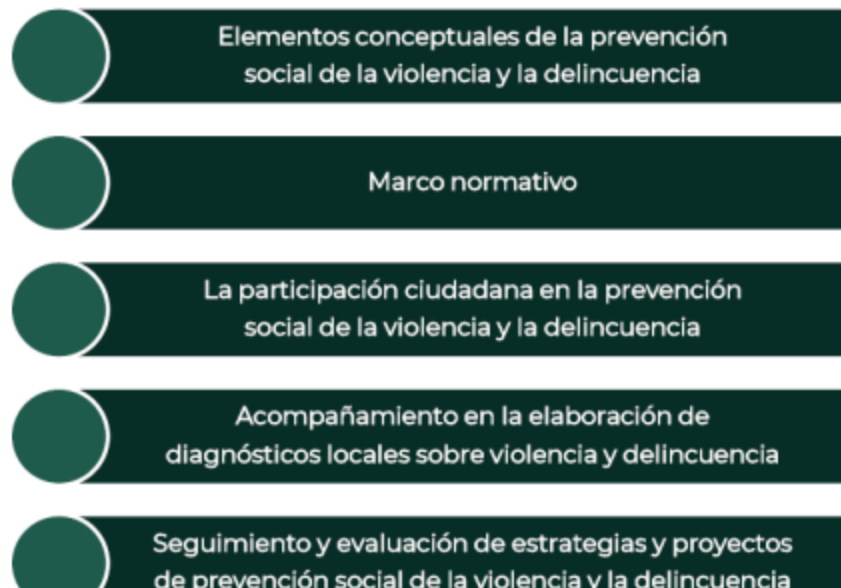 Elementos conceptuales de la prevención
social de la violencia y la delincuencia
Marco normativo
La participación ciudadana en la prevención
social de la violencia y la delincuencia
Acompañamiento en la elaboración de
diagnósticos locales sobre violencia y delincuencia
Seguimiento y evaluación de estrategias y proyectos
de prevención social de la violencia y la delincuencia